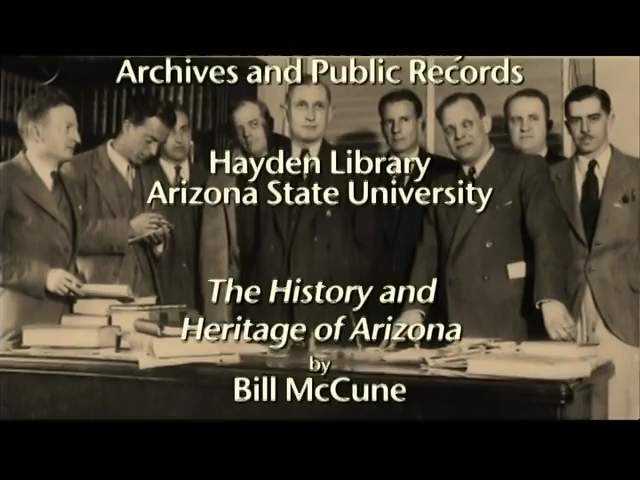 Archives and Public Records
Hayden Library
Arizona State University
The History and
Heritage of Arizona
by
Bill McCune